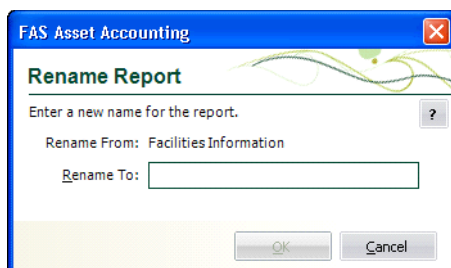 FAS Asset Accounting
Rename Report
Enter a new name for the report.
?
Rename From: Facilities Information
Rename To:
OK Cancel